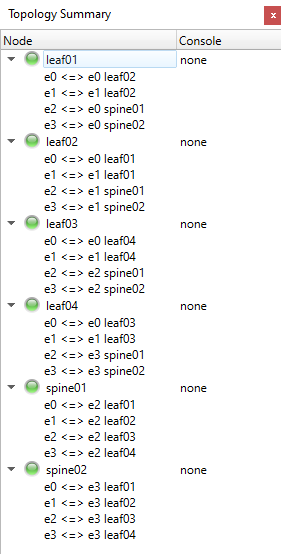 Topology Summary x
Node Console
leaf01 none
e0 <=> e0 leaf02
e1 <=> e1 leaf02
e2 <=> e0 spine01
e3 <=> e0 spine02
leaf02 none
e0 <=> e0 leaf01
e1 <=> e1 leaf01
e2 <=> e1 spine01
e3 <=> e1 spine02
leaf03 none
e0 <=> e0 leaf04
e1 <=> e1 leaf04
e2 <=> e2 spine01
e3 <=> e2 spine02
leaf04 none
e0 <=> e0 leaf03
e1 <=> e1 leaf03
e2 <=> e3 spine01
e3 <=> e3 spine02
spine01 none
e0 <=> e2 leaf01
e1 <=> e2 leaf02
e2 <=> e2 leaf03
e3 <=> e2 leaf04
spine02 none
e0 <=> e3 leaf01
e1 <=> e3 leaf02
e2 <=> e3 leaf03
e3 <=> e3 leaf04